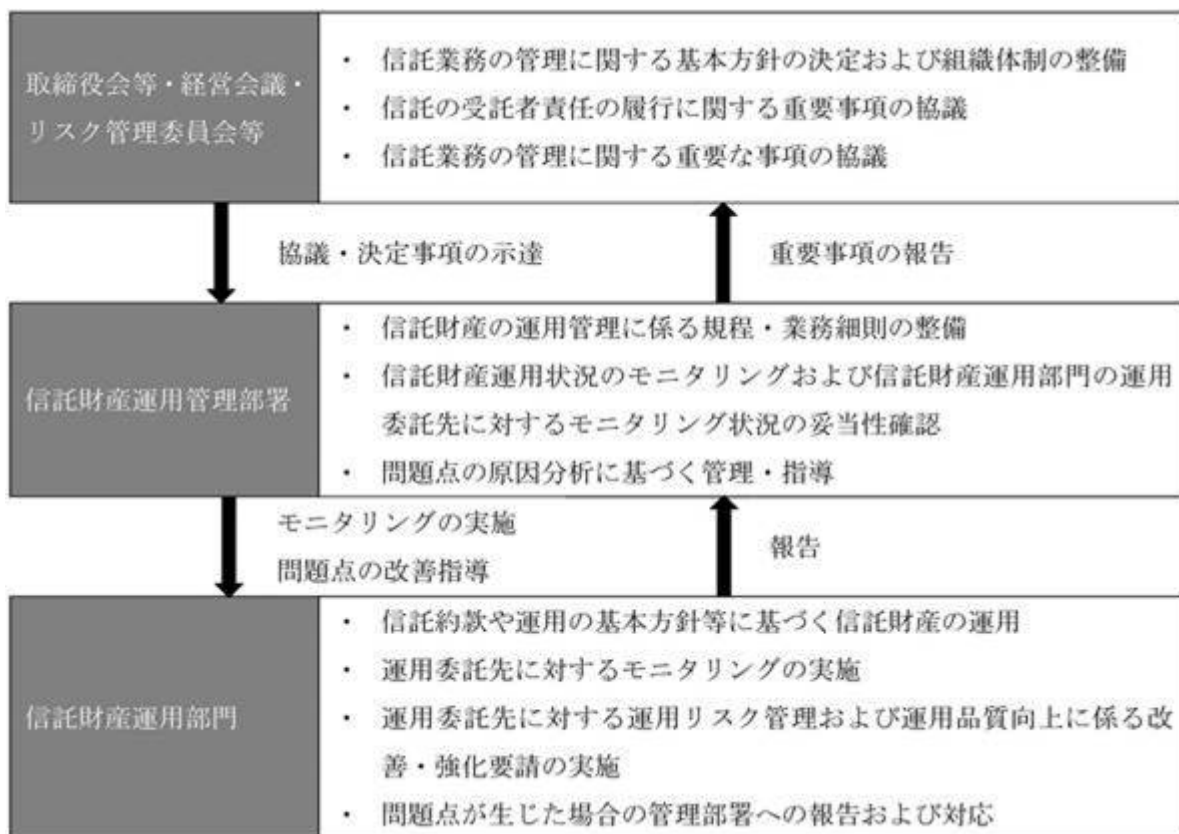 取締役会等・経営会議・
リスク管理委員会等
・ 信託業務の管理に関する基本方針の決定および組織体制の整備
・ 信託の受託者責任の履行に関する重要事項の協議
・ 信託業務の管理に関する重要な事項の協議
協議・決定事項の示達
重要事項の報告
信託財産運用管理部署
・ 信託財産の運用管理に係る規程・業務細則の整備
・ 信託財産運用状況のモニタリングおよび信託財産運用部門の運用
委託先に対するモニタリング状況の妥当性確認
・ 問題点の原因分析に基づく管理・指導
モニタリングの実施
問題点の改善指導
報告
信託財産運用部門
・ 信託約款や運用の基本方針等に基づく信託財産の運用
・ 運用委託先に対するモニタリングの実施
・ 運用委託先に対する運用リスク管理および運用品質向上に係る改
善・強化要請の実施
・ 問題点が生じた場合の管理部署への報告および対応